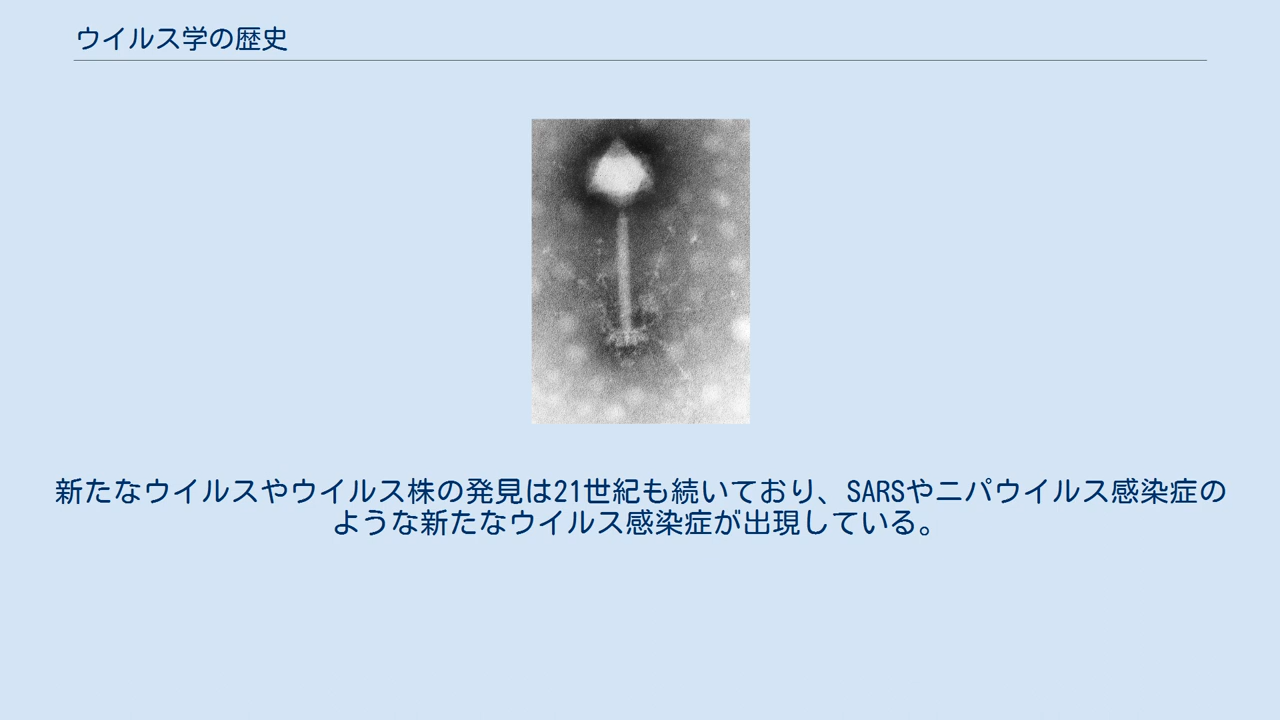 ウイルス学の歴史
新たなウイルスやウイルス株の発見は21世紀も続いており、SARSやニパウイルス感染症の
ような新たなウイルス感染症が出現している。